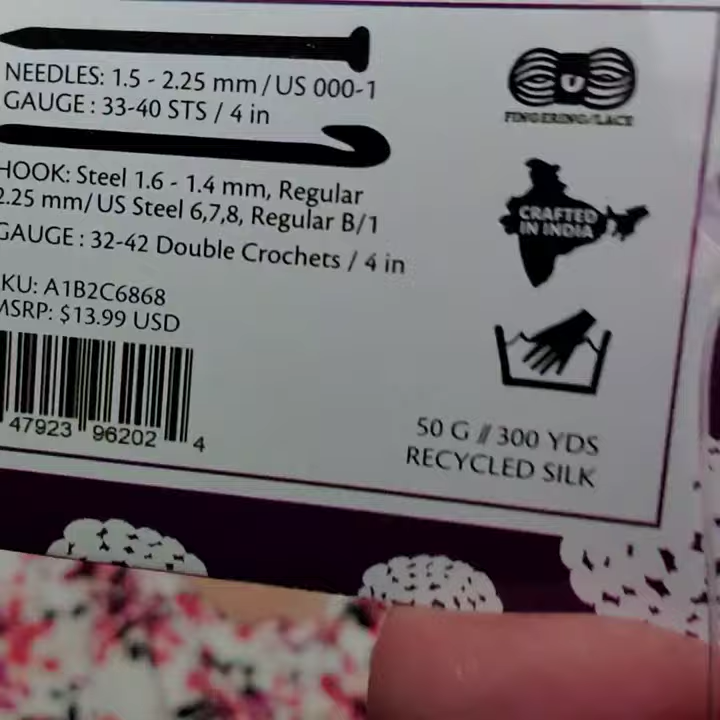 NEEDLES: 1.5 - 2.25 mm / US 000-1
GAUGE : 33-40 STS / 4 in
HOOK: Steel 1.6 - 1.4 mm, Regular
2.25 mm/ US Steel 6,7,8, Regular B/1
GAUGE : 32-42 Double Crochets / 4 in
KU: A1B2C6868
MSRP: $13.99 USD
47923 96202 4
U
FINGERING/LACE
CRAFTED
IN INDIA
50 G // 300 YDS
RECYCLED SILK